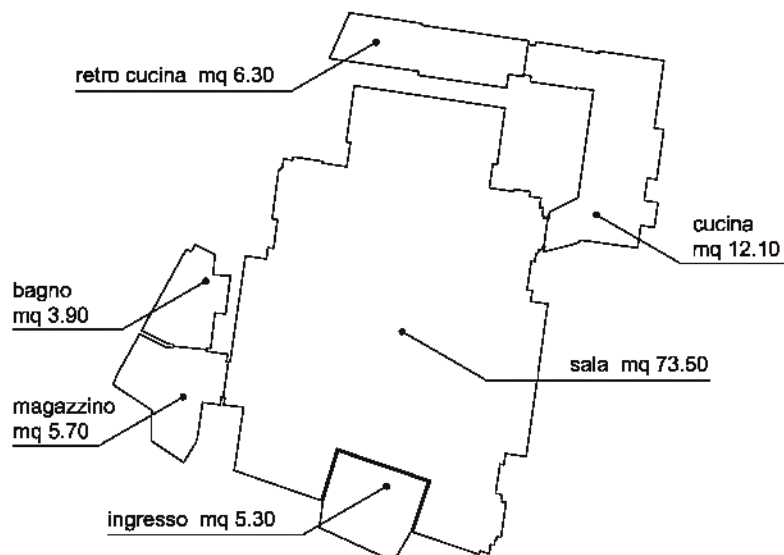 retro cucina mq 6.30
cucina
mq 12.10
bagno
mq 3.90
sala mq 73.50
magazzino
mq 5.70
ingresso mq 5.30